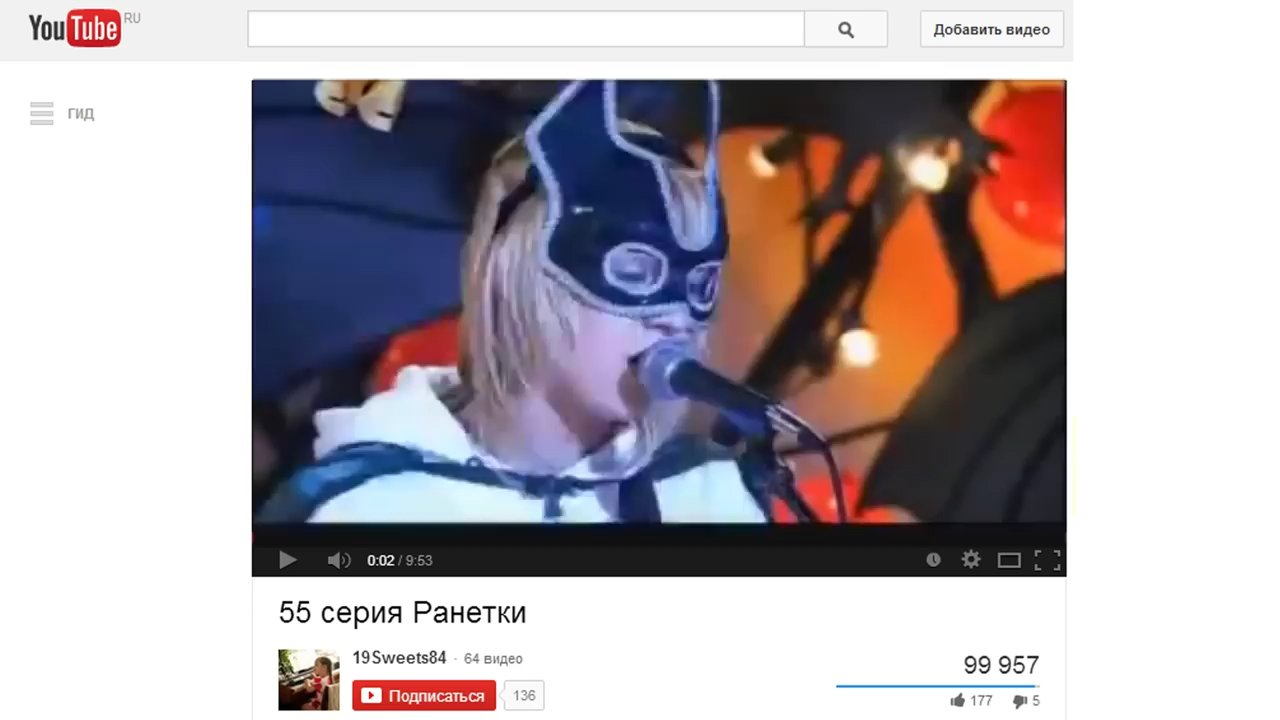 YouTube RU
Добавить видео
ГИД
0:02 / 9:53
55 серия Ранетки
19Sweets84 · 64 видео
99 957
Подписаться 136
177 5